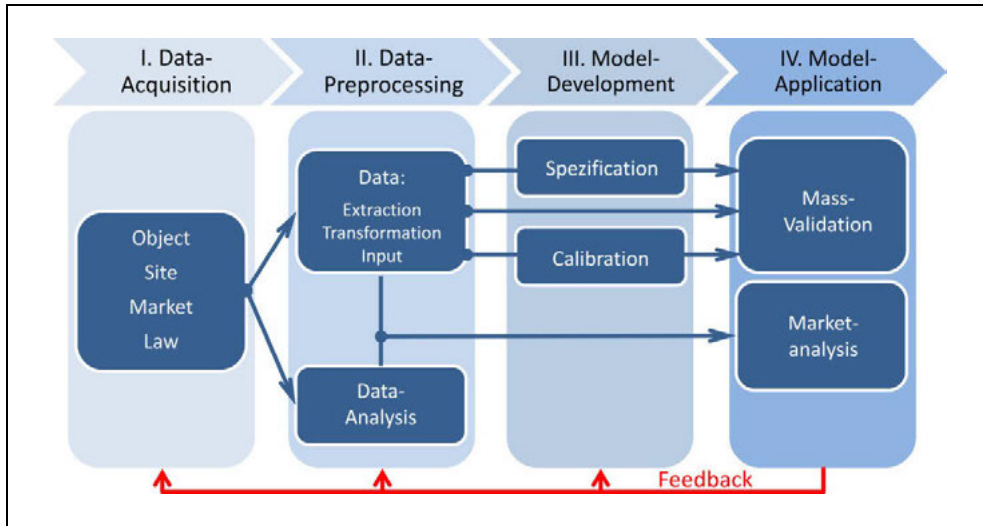 I. Data-
Acquisition
II. Data-
Preprocessing
III. Model-
Development
IV. Model-
Application
Object
Site
Market
Law
Data:
Extraction
Transformation
Input
Data-
Analysis
Spezification
Calibration
Mass-
Validation
Market-
analysis
Feedback